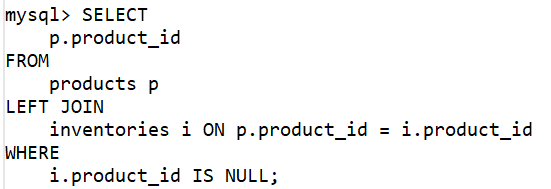 mysql> SELECT
    p.product_id
FROM
    products p
LEFT JOIN
    inventories i ON p.product_id = i.product_id
WHERE
    i.product_id IS NULL;